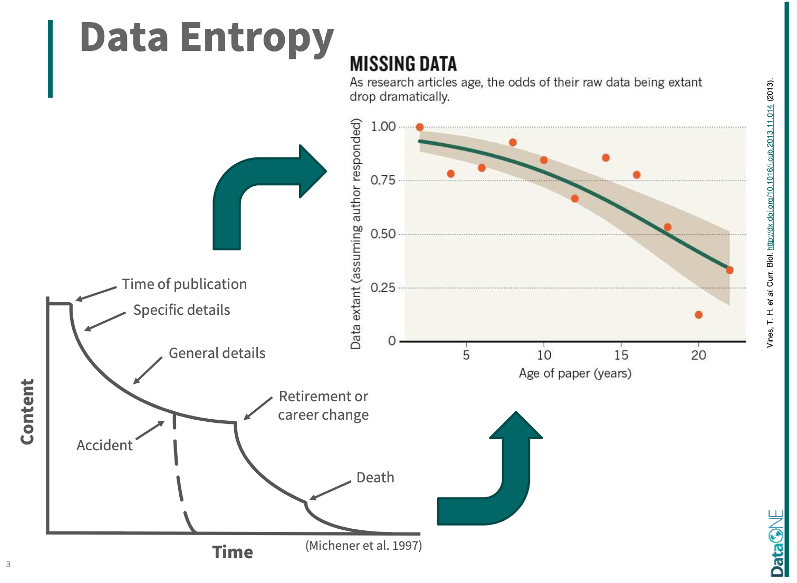 Data Entropy
MISSING DATA
As research articles age, the odds of their raw data being extant
drop dramatically.
Data extant (assuming author responded)
1.00
0.75
0.50
0.25
0
5
10
15
20
Age of paper (years)
Vines, T. H. et al. Curr. Biol. http://dx.doi.org/10.1016/j.cub.2013.11.014 (2013).
Time of publication
Specific details
General details
Retirement or
career change
Accident
Death
Content
Time
(Michener et al. 1997)
3
DataONE